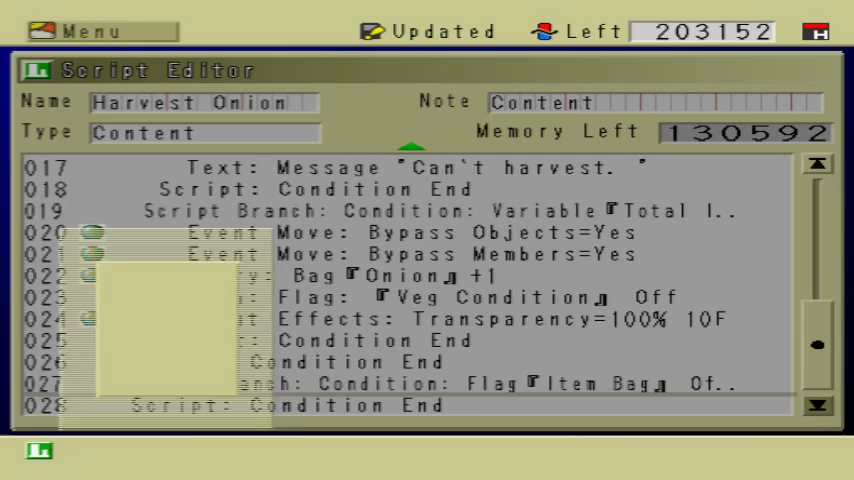 Menu Updated Left 203152
Script Editor
Name Harvest Onion Note Content
Type Content Memory Left 130592
017 Text: Message "Can't harvest. "
018 Script: Condition End
019 Script Branch: Condition: Variable『Total I..
020 Event Move: Bypass Objects=Yes
021 Event Move: Bypass Members=Yes
022 y: Bag『Onion』 +1
023 : Flag: 『Veg Condition』 Off
024 t Effects: Transparency=100% 10F
025 t: Condition End
026 Condition End
027 anch: Condition: Flag『Item Bag』 Of..
028 Script: Condition End